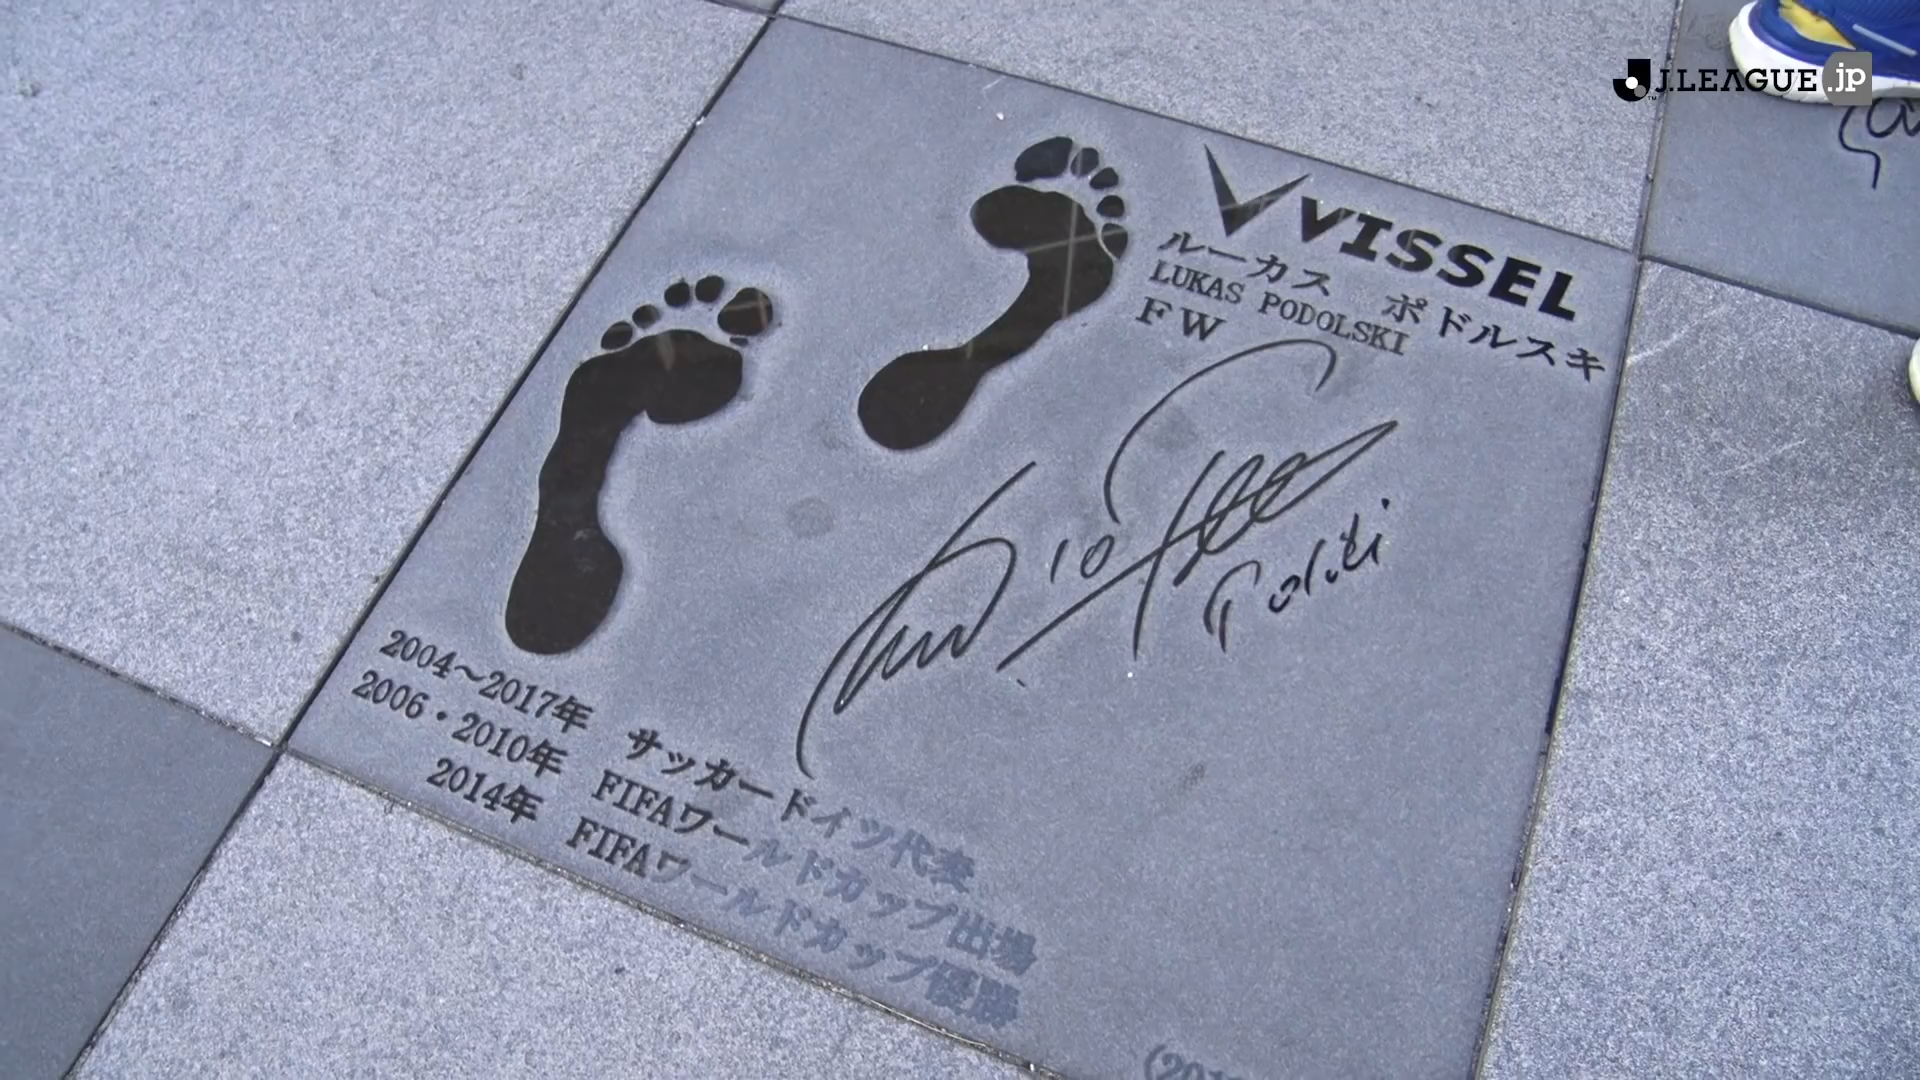 J.LEAGUE.jp
VISSEL
ルーカス ポドルスキ
LUKAS PODOLSKI
FW
10
Poldi
2004～2017年 サッカードイツ代表
2006・2010年 FIFAワールドカップ出場
2014年 FIFAワールドカップ優勝